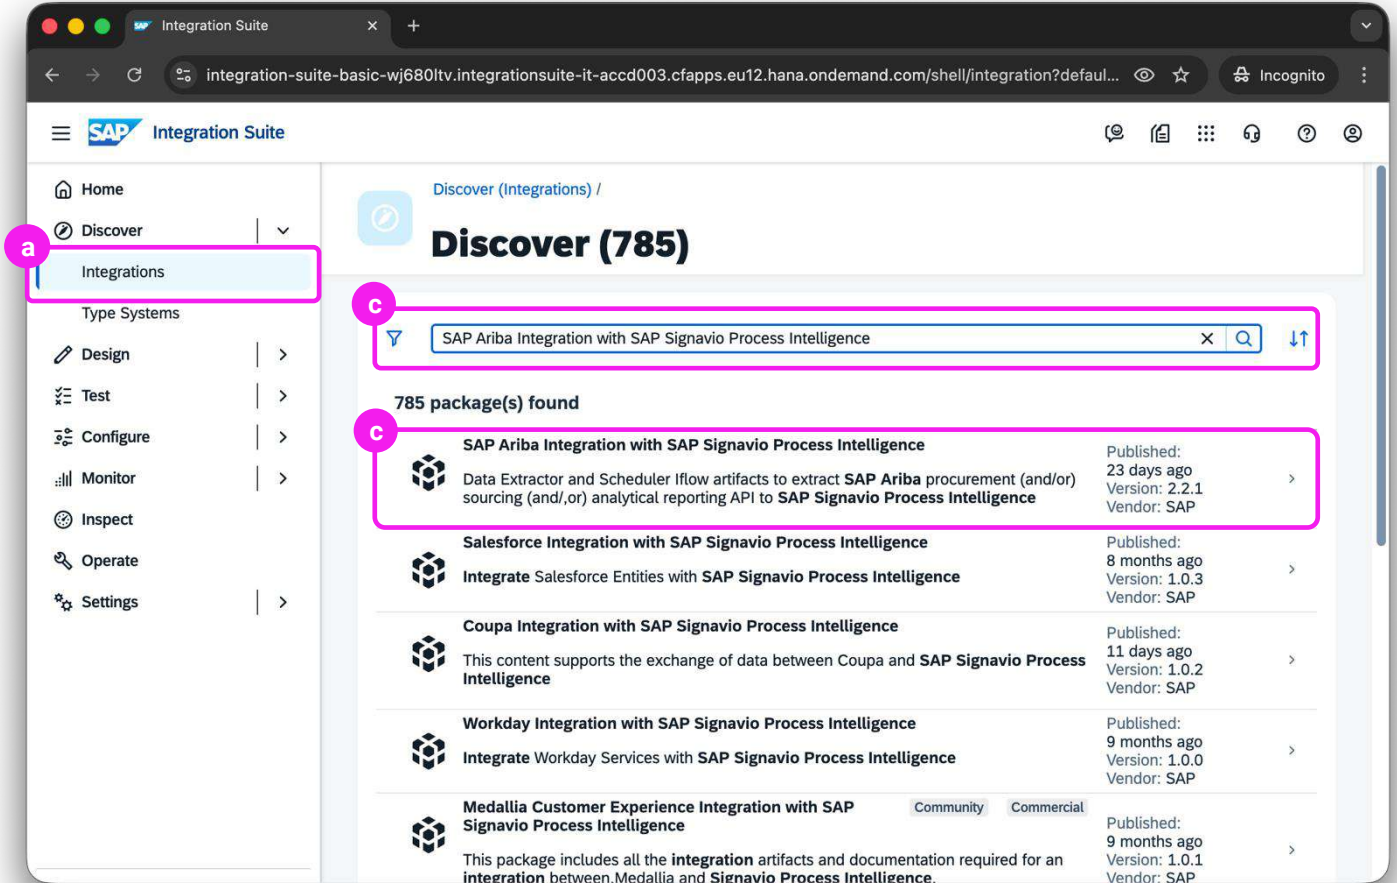 Integration Suite
integration-suite-basic-wj680ltv.integrationsuite-it-accd003.cfapps.eu12.hana.ondemand.com/shell/integration?defaul...
Incognito
SAP Integration Suite
Home
Discover
a
Integrations
Type Systems
Design
Test
Configure
Monitor
Inspect
Operate
Settings
Discover (Integrations) /
Discover (785)
c
SAP Ariba Integration with SAP Signavio Process Intelligence
785 package(s) found
c
SAP Ariba Integration with SAP Signavio Process Intelligence
Data Extractor and Scheduler Iflow artifacts to extract SAP Ariba procurement (and/or)
sourcing (and/,or) analytical reporting API to SAP Signavio Process Intelligence
Published:
23 days ago
Version: 2.2.1
Vendor: SAP
Salesforce Integration with SAP Signavio Process Intelligence
Integrate Salesforce Entities with SAP Signavio Process Intelligence
Published:
8 months ago
Version: 1.0.3
Vendor: SAP
Coupa Integration with SAP Signavio Process Intelligence
This content supports the exchange of data between Coupa and SAP Signavio Process
Intelligence
Published:
11 days ago
Version: 1.0.2
Vendor: SAP
Workday Integration with SAP Signavio Process Intelligence
Integrate Workday Services with SAP Signavio Process Intelligence
Published:
9 months ago
Version: 1.0.0
Vendor: SAP
Medallia Customer Experience Integration with SAP
Signavio Process Intelligence
Community
Commercial
This package includes all the integration artifacts and documentation required for an
integration between,Medallia and Signavio Process Intelligence.
Published:
9 months ago
Version: 1.0.1
Vendor: SAP